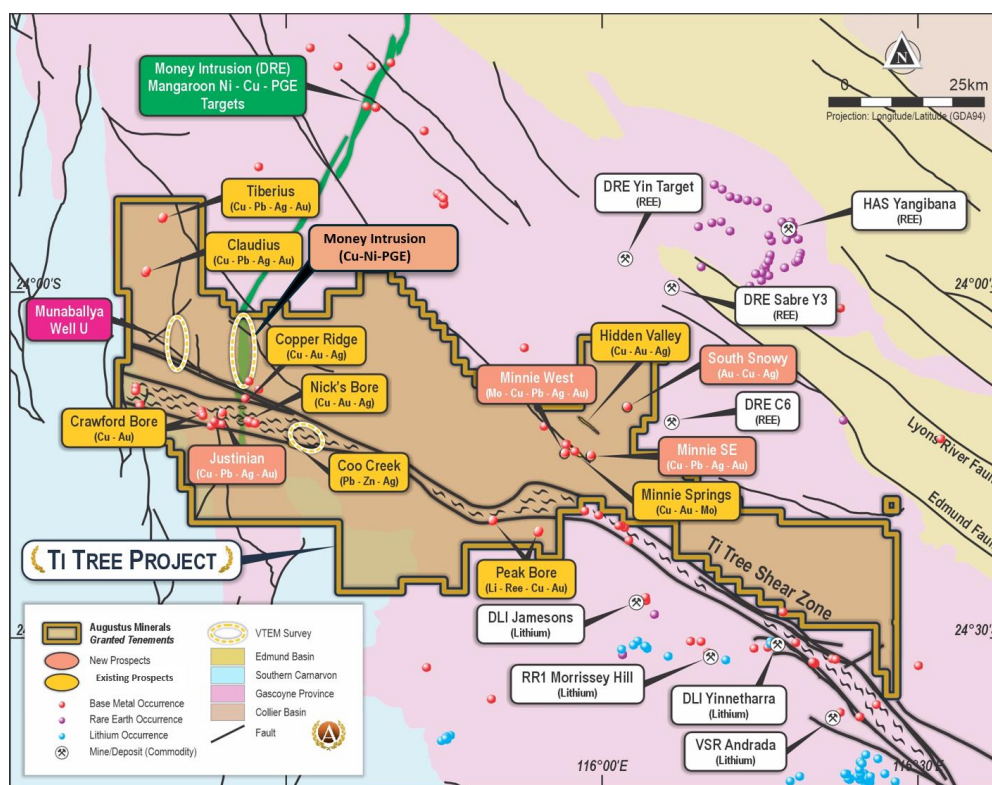 Money Intrusion (DRE)
Mangaroon Ni - Cu - PGE
Targets
N
0 25km
Projection: Longitude/Latitude (GDA94)
Tiberius
(Cu - Pb - Ag - Au)
DRE Yin Target
(REE)
HAS Yangibana
(REE)
Claudius
(Cu - Pb - Ag - Au)
Money Intrusion
(Cu-Ni-PGE)
24°00'S
24°00'S
DRE Sabre Y3
(REE)
Munaballya
Well U
Copper Ridge
(Cu - Au - Ag)
Hidden Valley
(Cu - Au - Ag)
South Snowy
(Au - Cu - Ag)
Minnie West
(Mo - Cu - Pb - Ag - Au)
Nick's Bore
(Cu - Au - Ag)
DRE C6
(REE)
Crawford Bore
(Cu - Au)
Lyons River Fault
Justinian
(Cu - Pb - Ag - Au)
Coo Creek
(Pb - Zn - Ag)
Minnie SE
(Cu - Pb - Ag - Au)
Minnie Springs
(Cu - Au - Mo)
Edmund Fault
TI TREE PROJECT
Peak Bore
(Li - Ree - Cu - Au)
Ti Tree Shear Zone
DLI Jamesons
(Lithium)
24°
24°30'S
RR1 Morrissey Hill
(Lithium)
DLI Yinnetharra
(Lithium)
VSR Andrada
(Lithium)
116°00'E
116°30'E
Augustus Minerals
Granted Tenements
New Prospects
Existing Prospects
Base Metal Occurrence
Rare Earth Occurrence
Lithium Occurrence
Mine/Deposit (Commodity)
VTEM Survey
Edmund Basin
Southern Carnarvon
Gascoyne Province
Collier Basin
Fault
A